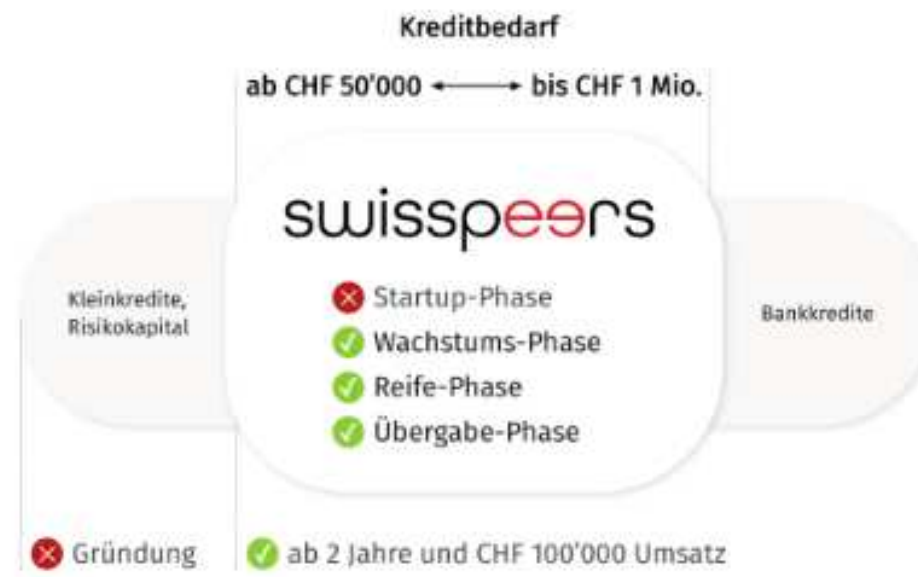 Kreditbedarf
ab CHF 50'000 ⟷ bis CHF 1 Mio.
swisspeers
Kleinkredite,
Risikokapital
Startup-Phase
Wachstums-Phase
Reife-Phase
Übergabe-Phase
Bankkredite
Gründung
ab 2 Jahre und CHF 100'000 Umsatz